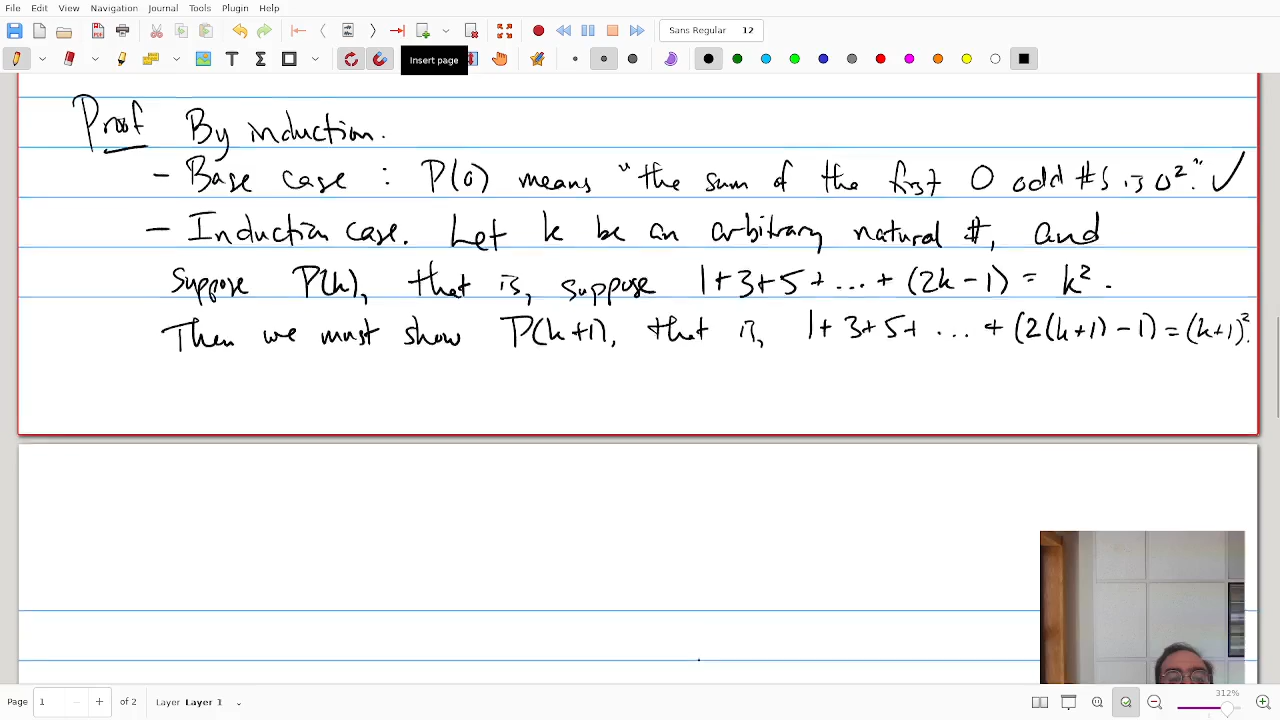 File Edit View Navigation Journal Tools Plugin Help
Sans Regular 12
Insert page
Proof By induction.
- Base case : P(0) means "the sum of the first 0 odd #s is 0²." ✓
- Induction case. Let k be an arbitrary natural #, and
suppose P(k), that is, suppose 1+3+5+...+(2k-1) = k².
Then we must show P(k+1), that is, 1+3+5+...+(2(k+1)-1)=(k+1)².
Page 1 of 2 Layer Layer 1 312%